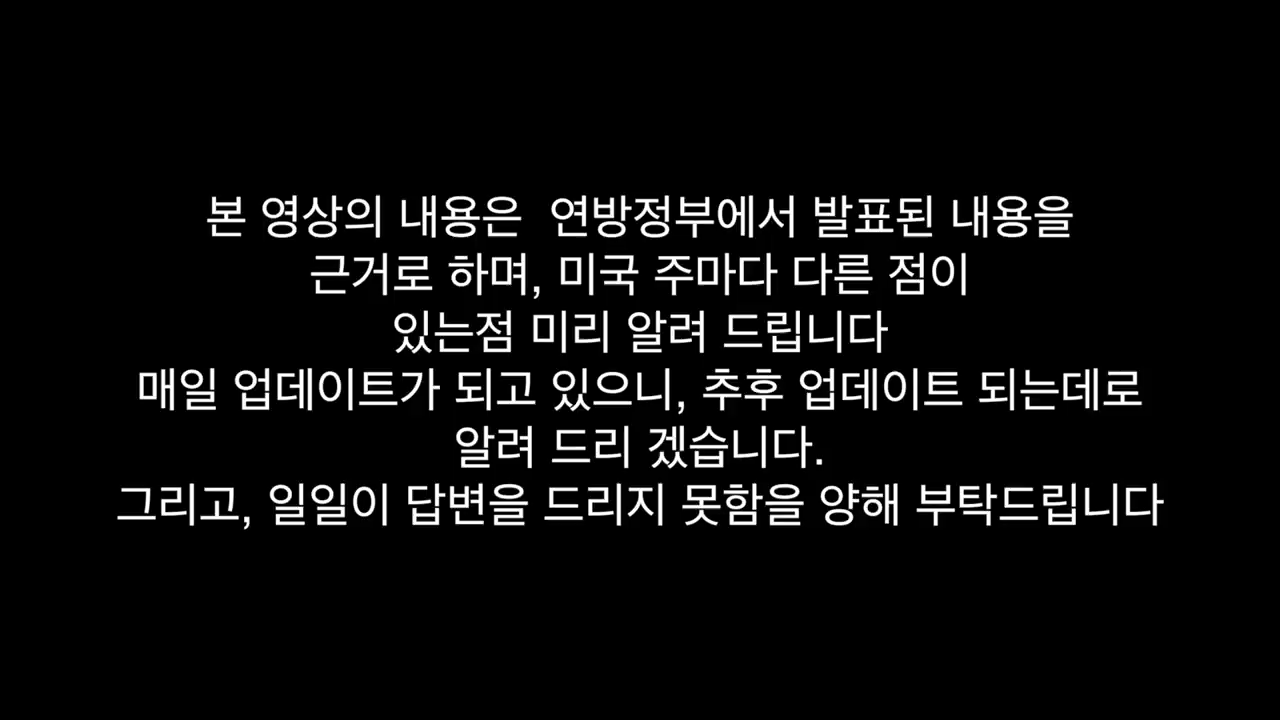 본 영상의 내용은  연방정부에서 발표된 내용을
근거로 하며, 미국 주마다 다른 점이
있는점 미리 알려 드립니다
매일 업데이트가 되고 있으니, 추후 업데이트 되는데로
알려 드리 겠습니다.
그리고, 일일이 답변을 드리지 못함을 양해 부탁드립니다